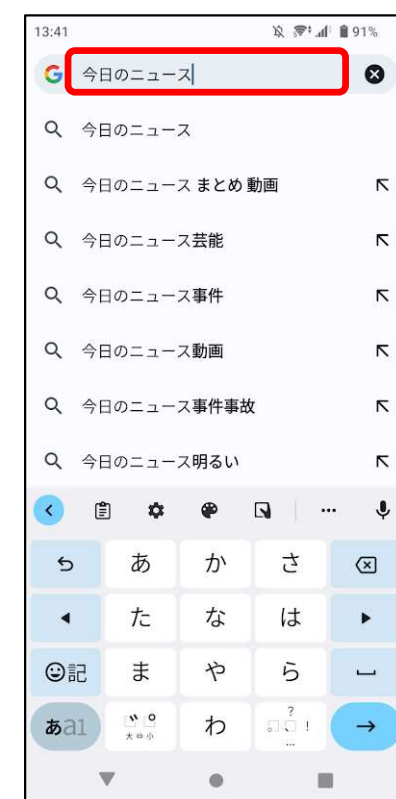 13:41 91%
今日のニュース
今日のニュース
今日のニュース まとめ 動画
今日のニュース芸能
今日のニュース事件
今日のニュース動画
今日のニュース事件事故
今日のニュース明るい
あ か さ
た な は
記 ま や ら
あa1 大⇔小 わ ? ! …